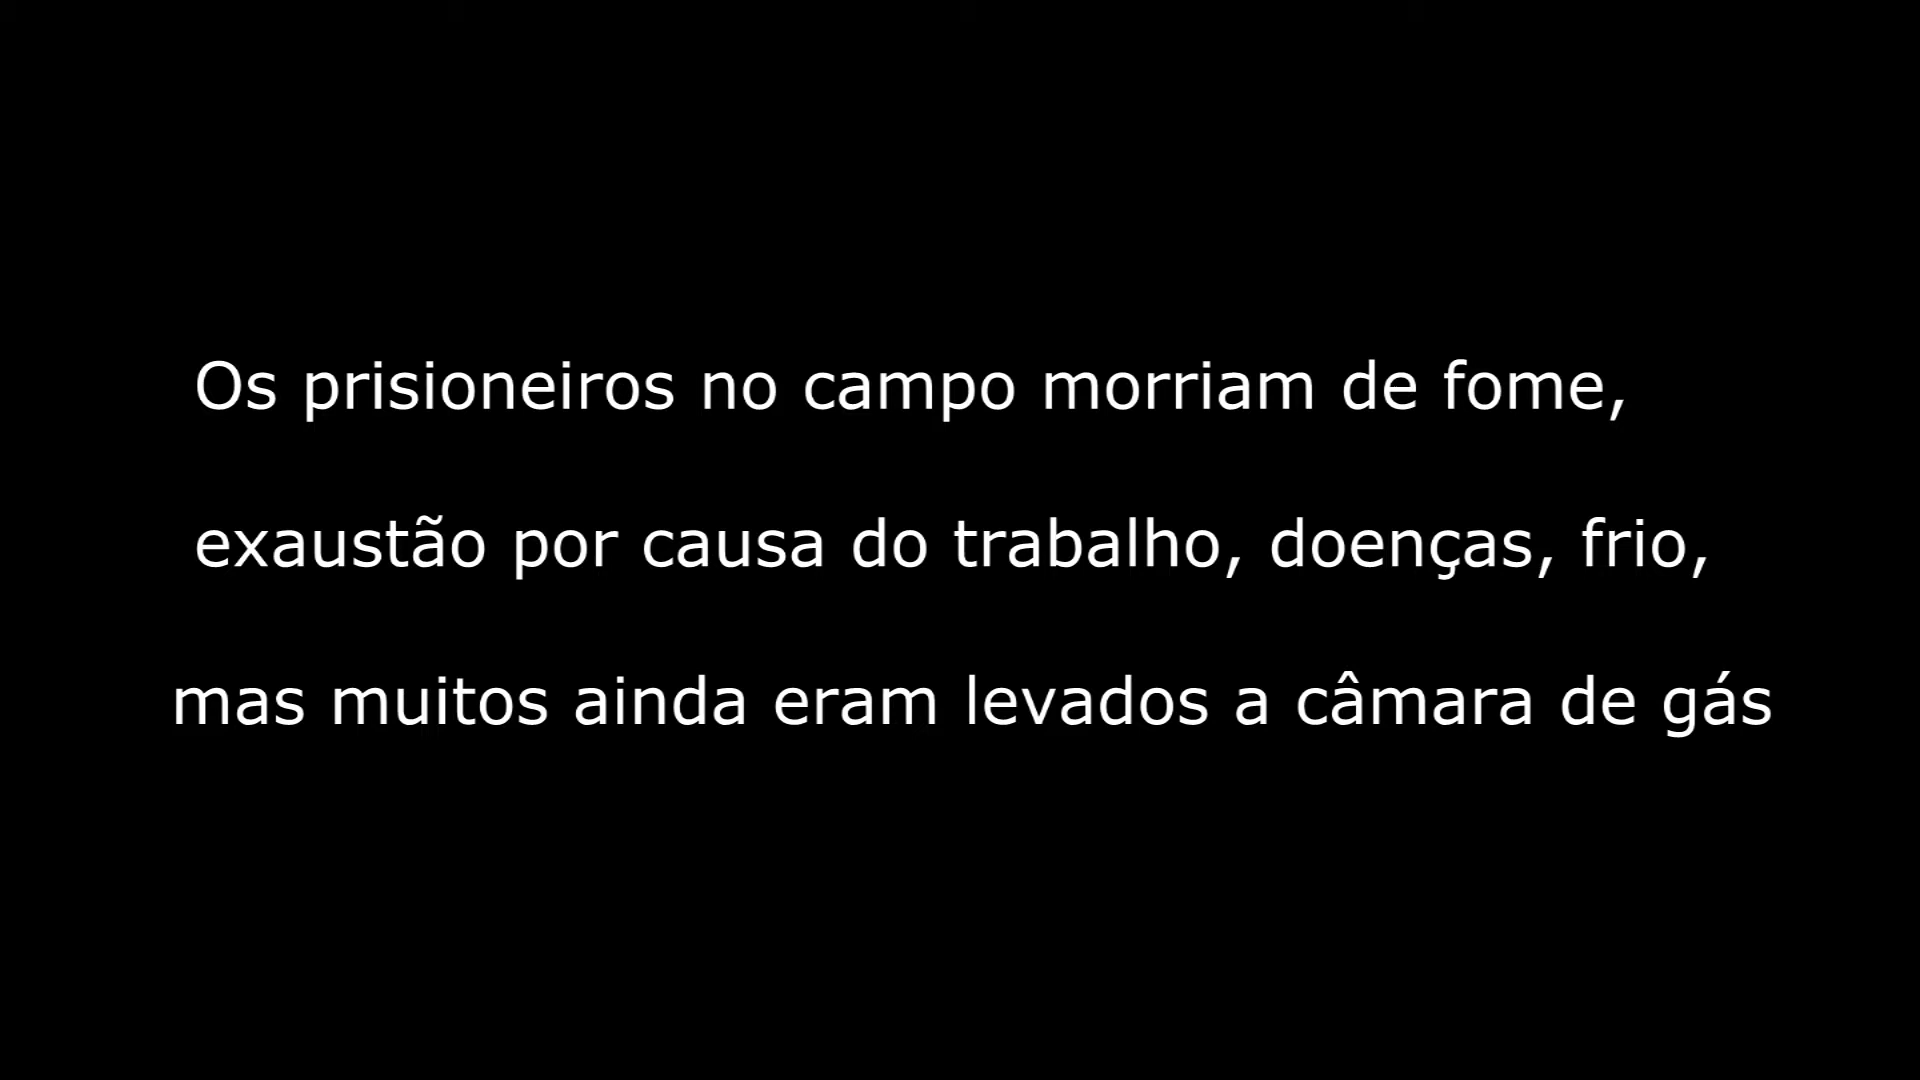 Os prisioneiros no campo morriam de fome,
exaustão por causa do trabalho, doenças, frio,
mas muitos ainda eram levados a câmara de gás